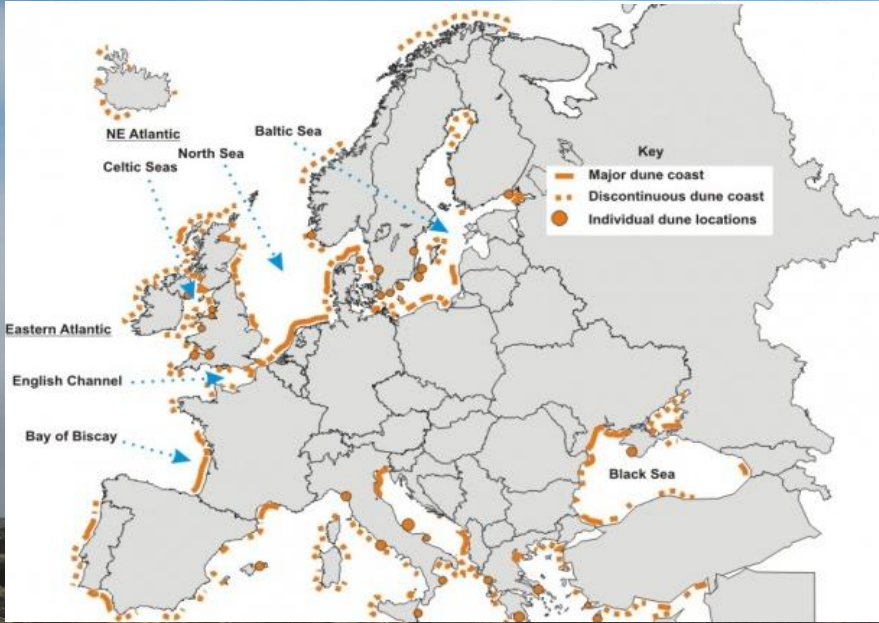 NE Atlantic
Celtic Seas
North Sea
Baltic Sea
Key
Major dune coast
Discontinuous dune coast
Individual dune locations
Eastern Atlantic
English Channel
Bay of Biscay
Black Sea